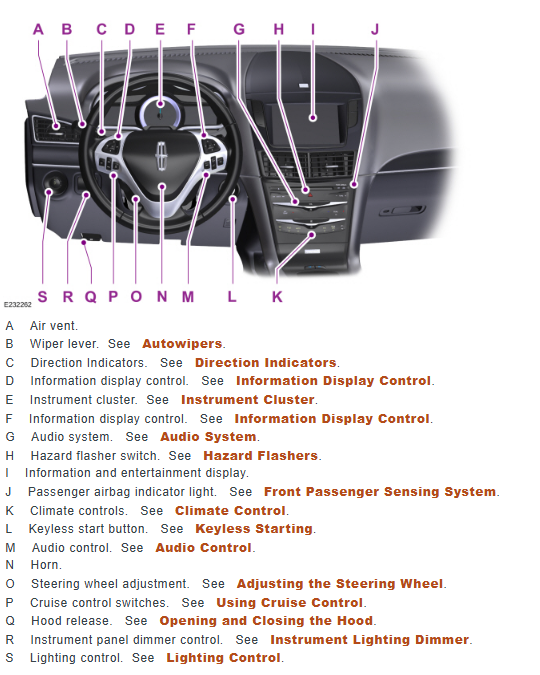 A B C D E F G H I J
S R Q P O N M L K
E232262
A Air vent.
B Wiper lever. See Autowipers.
C Direction Indicators. See Direction Indicators.
D Information display control. See Information Display Control.
E Instrument cluster. See Instrument Cluster.
F Information display control. See Information Display Control.
G Audio system. See Audio System.
H Hazard flasher switch. See Hazard Flashers.
I Information and entertainment display.
J Passenger airbag indicator light. See Front Passenger Sensing System.
K Climate controls. See Climate Control.
L Keyless start button. See Keyless Starting.
M Audio control. See Audio Control.
N Horn.
O Steering wheel adjustment. See Adjusting the Steering Wheel.
P Cruise control switches. See Using Cruise Control.
Q Hood release. See Opening and Closing the Hood.
R Instrument panel dimmer control. See Instrument Lighting Dimmer.
S Lighting control. See Lighting Control.